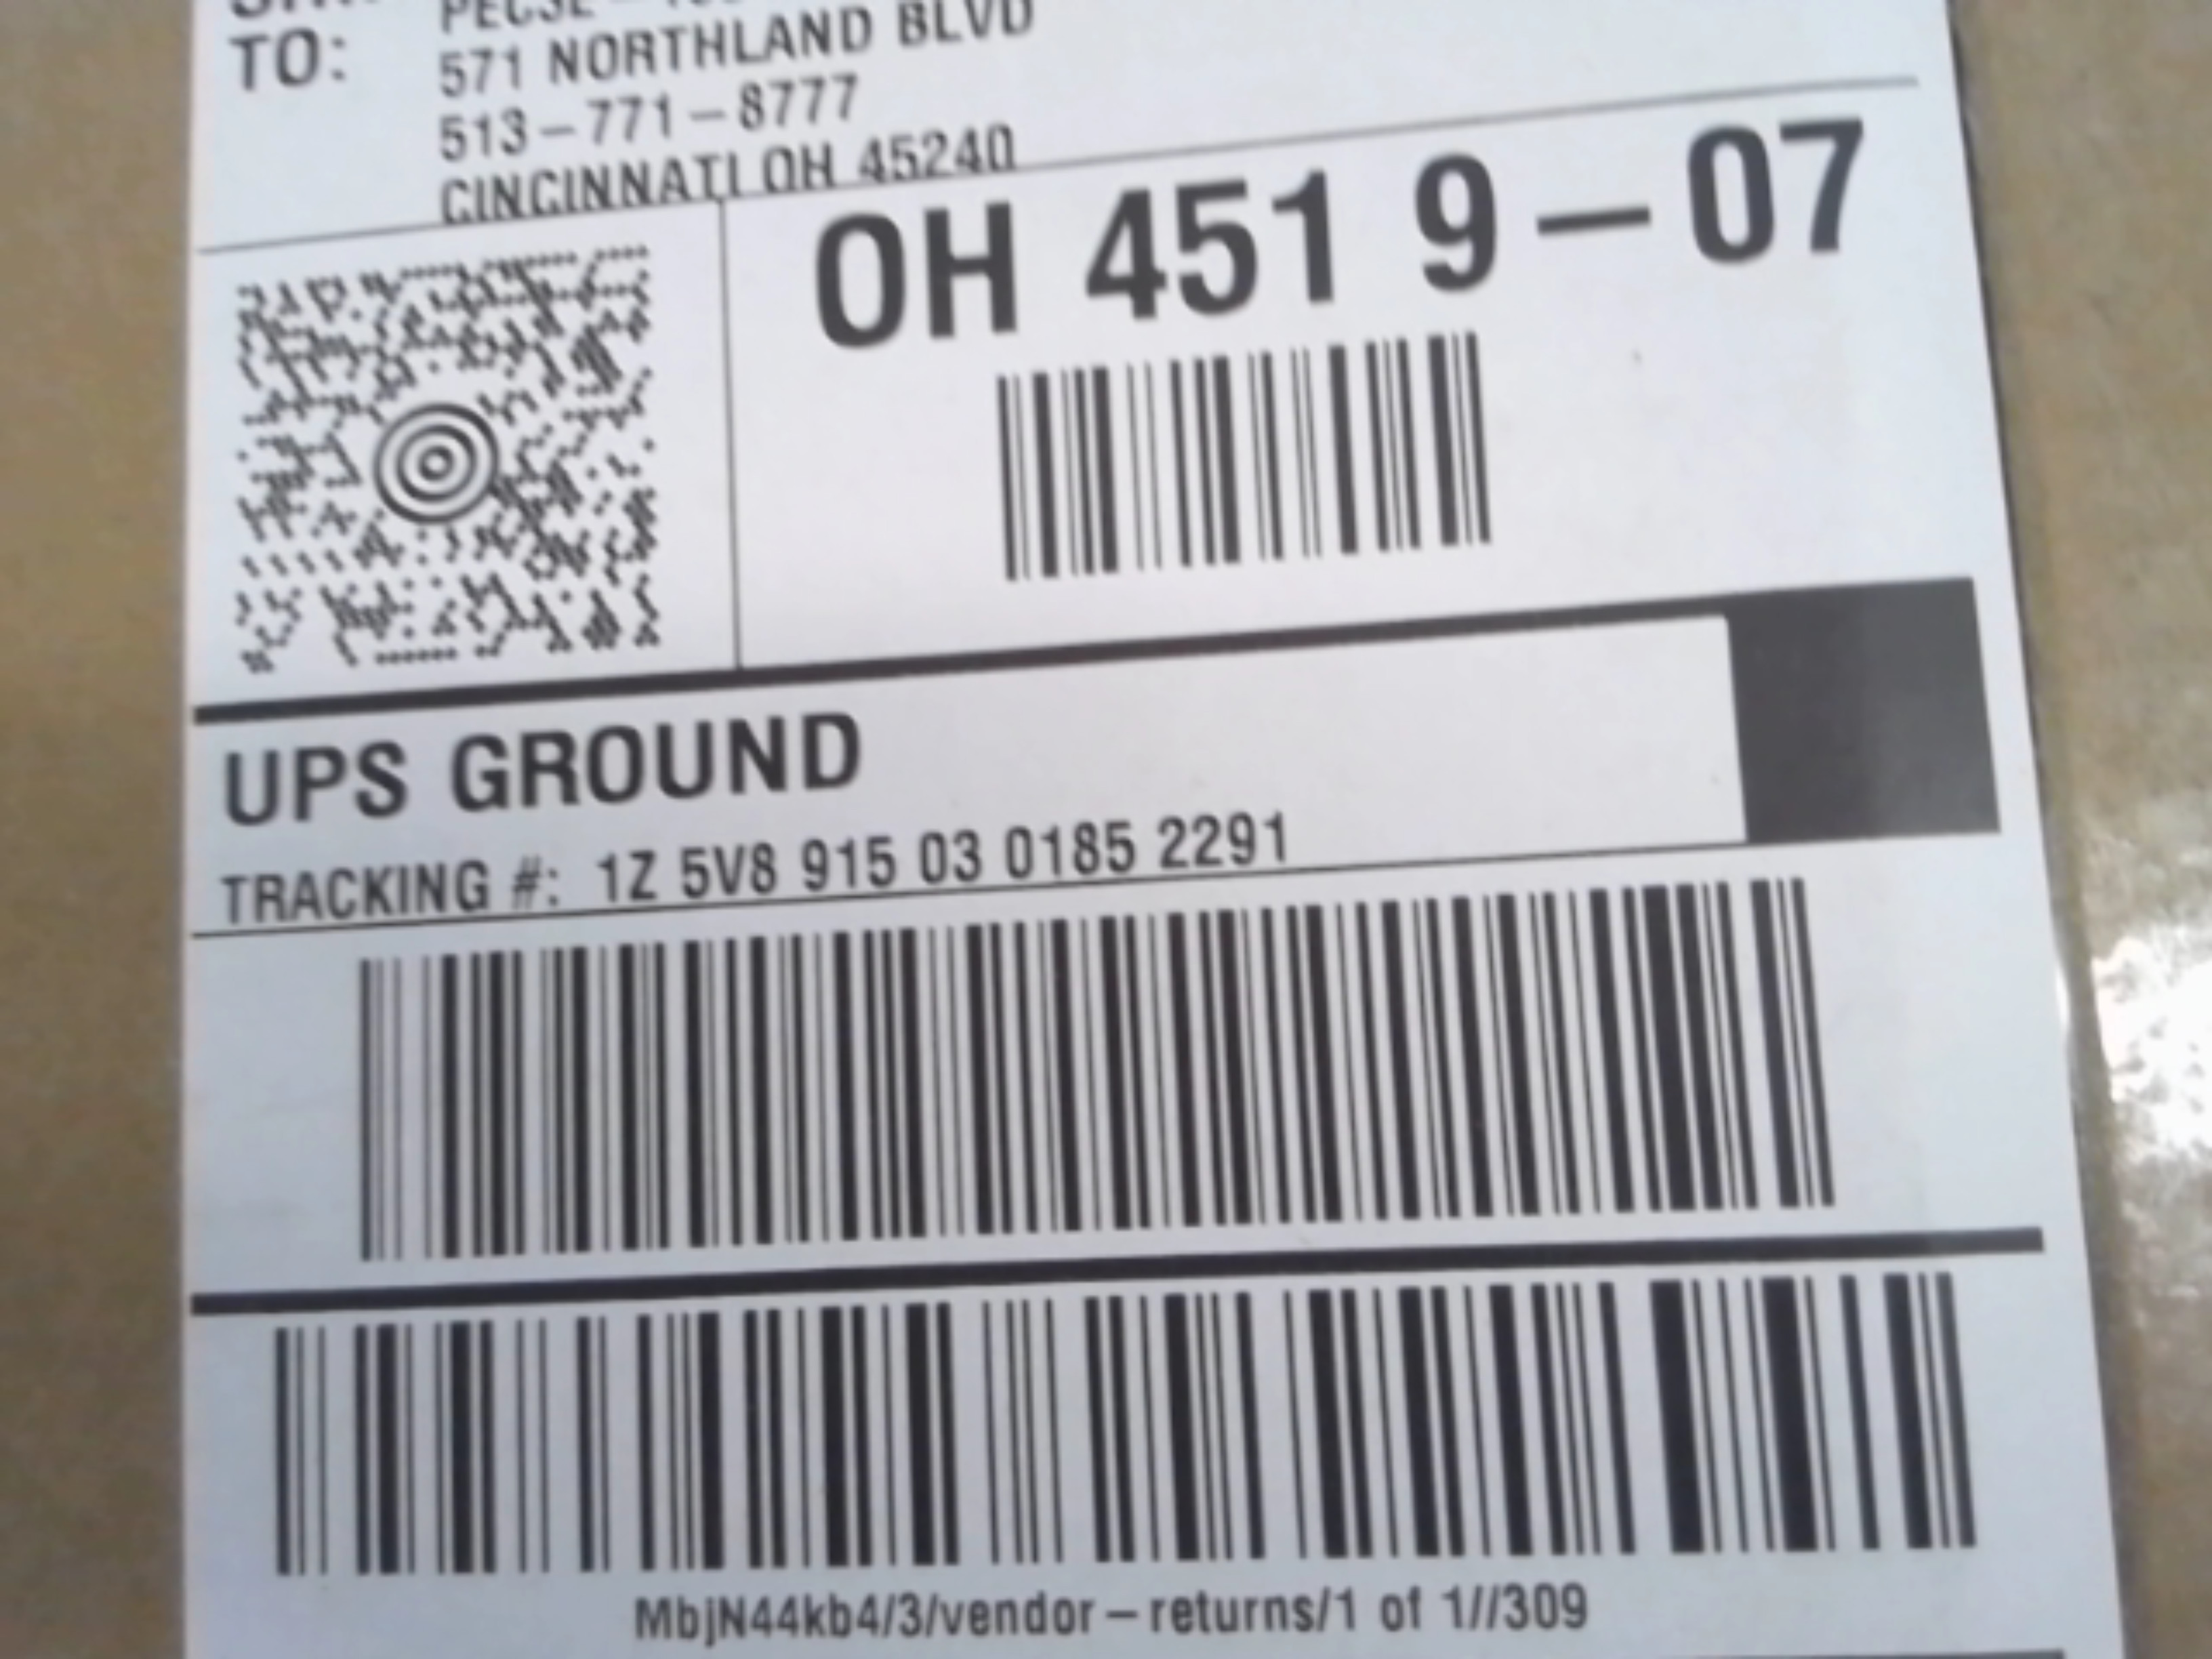 TO:
571 NORTHLAND BLVD
513-771-8777
CINCINNATI OH 45240
OH 451 9-07
UPS GROUND
TRACKING #: 1Z 5V8 915 03 0185 2291
MbjN44kb4/3/vendor-returns/1 of 1//309